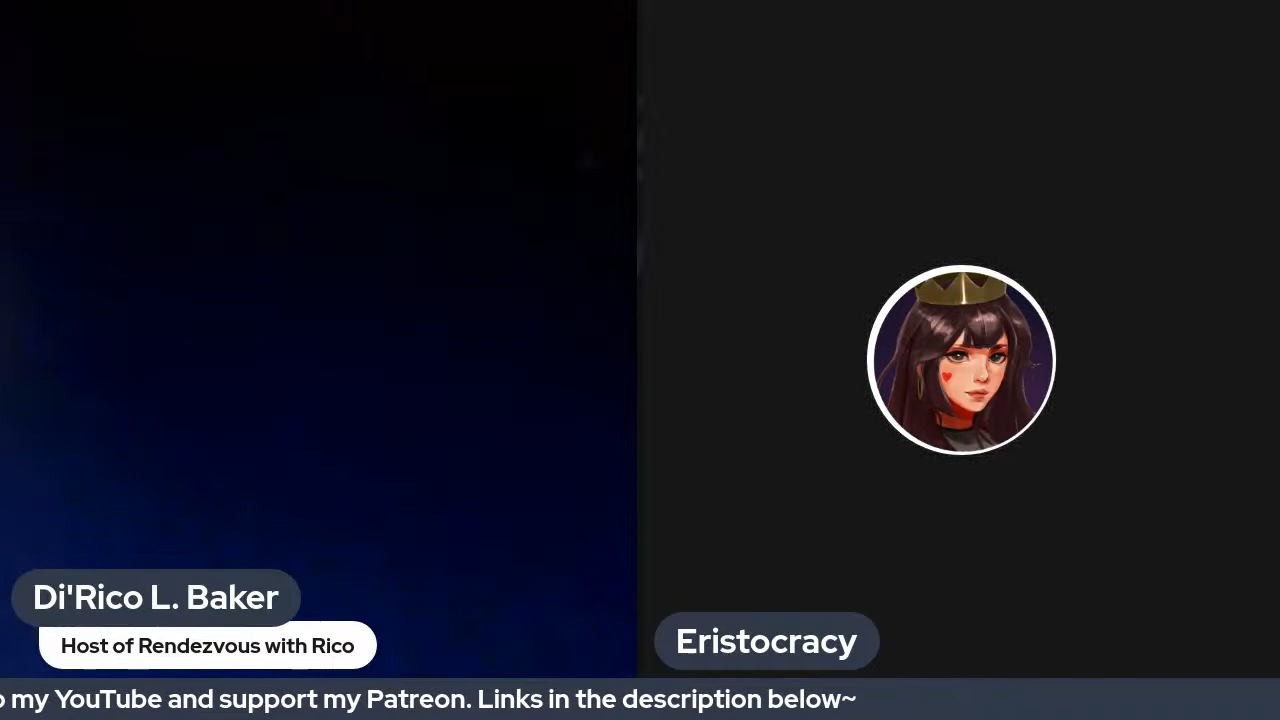 Di'Rico L. Baker
Host of Rendezvous with Rico
Eristocracy
my YouTube and support my Patreon. Links in the description below~